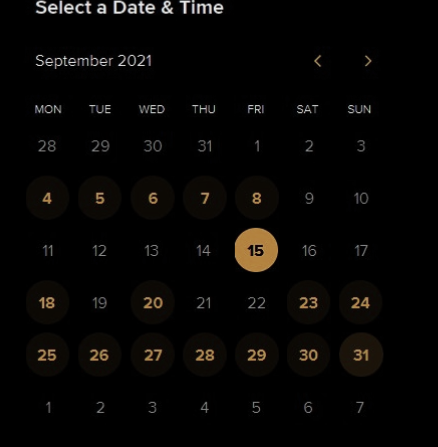 Select a Date & Time
September 2021
MON TUE WED THU FRI SAT SUN
28 29 30 31 1 2 3
4 5 6 7 8 9 10
11 12 13 14 15 16 17
18 19 20 21 22 23 24
25 26 27 28 29 30 31
1 2 3 4 5 6 7